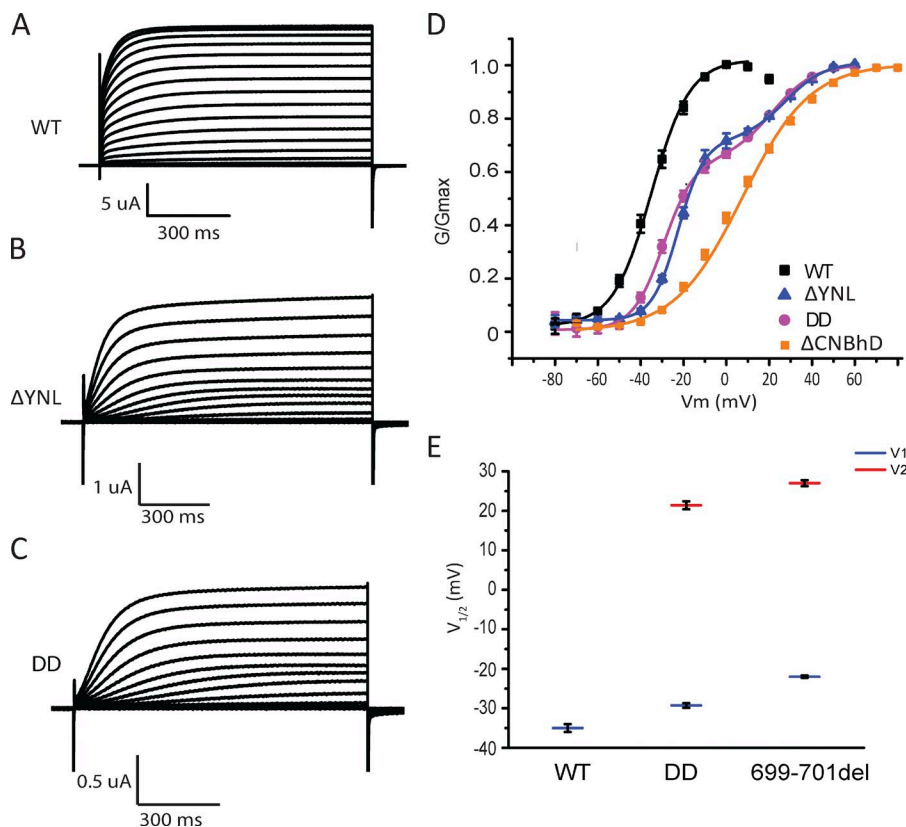 A
WT
5 uA
300 ms
B
ΔYNL
1 uA
300 ms
C
DD
0.5 uA
300 ms
D
G/Gmax
1.0
0.8
0.6
0.4
0.2
0
-80 -60 -40 -20 0 20 40 60 80
Vm (mV)
WT
ΔYNL
DD
ΔCNBhD
E
V1
V2
V1/2 (mV)
30
20
10
0
-10
-20
-30
-40
WT DD 699-701del